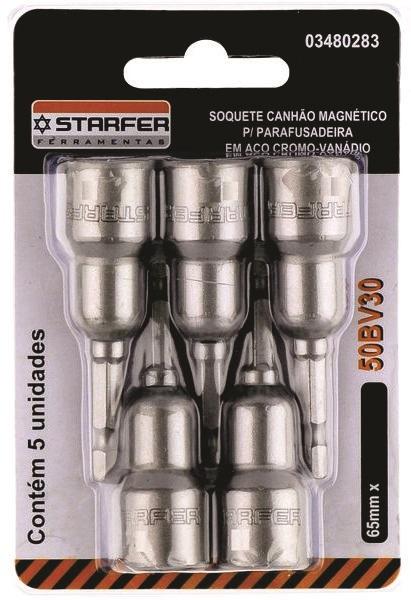 03480283
STARFER
FERRAMENTAS
SOQUETE CANHÃO MAGNÉTICO
P/ PARAFUSADEIRA
EM AÇO CROMO-VANÁDIO
STARFER
STARFER
STARFER
50BV30
Contém 5 unidades
65mm x
STARFER
STARFER